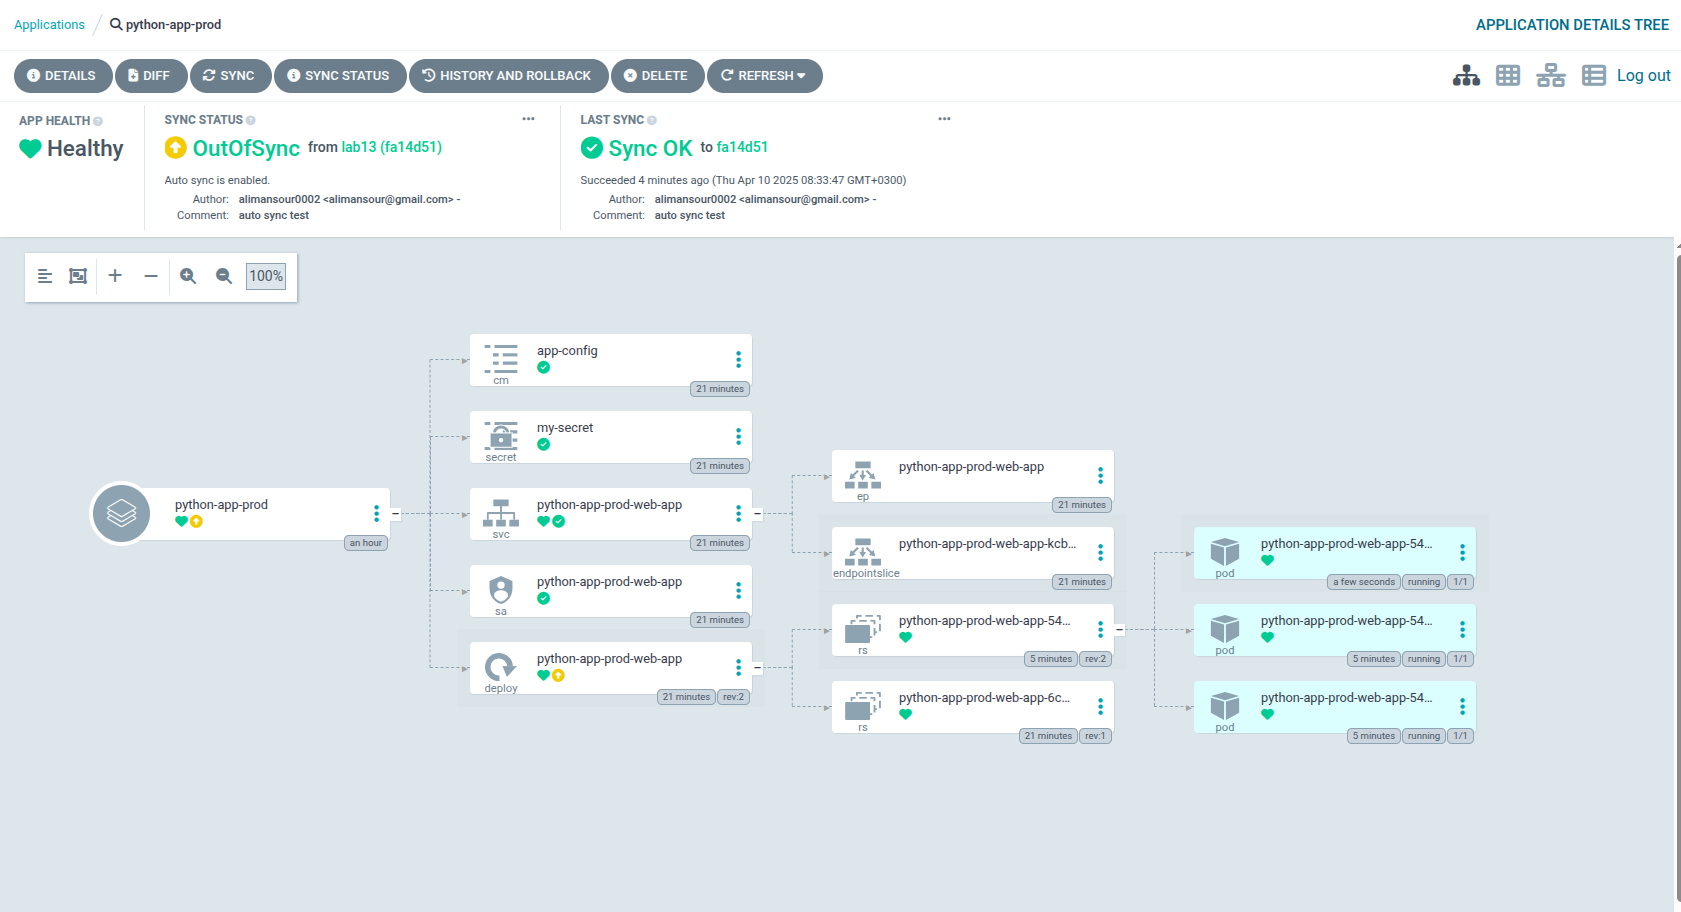 Applications / python-app-prod
APPLICATION DETAILS TREE
DETAILS
DIFF
SYNC
SYNC STATUS
HISTORY AND ROLLBACK
DELETE
REFRESH
Log out
APP HEALTH
Healthy
SYNC STATUS
OutOfSync from lab13 (fa14d51)
Auto sync is enabled.
Author: alimansour0002 <alimansour@gmail.com> -
Comment: auto sync test
LAST SYNC
Sync OK to fa14d51
Succeeded 4 minutes ago (Thu Apr 10 2025 08:33:47 GMT+0300)
Author: alimansour0002 <alimansour@gmail.com> -
Comment: auto sync test
100%
python-app-prod
an hour
app-config
cm
21 minutes
my-secret
secret
21 minutes
python-app-prod-web-app
svc
21 minutes
python-app-prod-web-app
sa
21 minutes
python-app-prod-web-app
deploy
21 minutes
rev:2
python-app-prod-web-app
ep
21 minutes
python-app-prod-web-app-kcb...
endpointslice
21 minutes
python-app-prod-web-app-54...
rs
5 minutes
rev:2
python-app-prod-web-app-6c...
rs
21 minutes
rev:1
python-app-prod-web-app-54...
pod
a few seconds
running
1/1
python-app-prod-web-app-54...
pod
5 minutes
running
1/1
python-app-prod-web-app-54...
pod
5 minutes
running
1/1